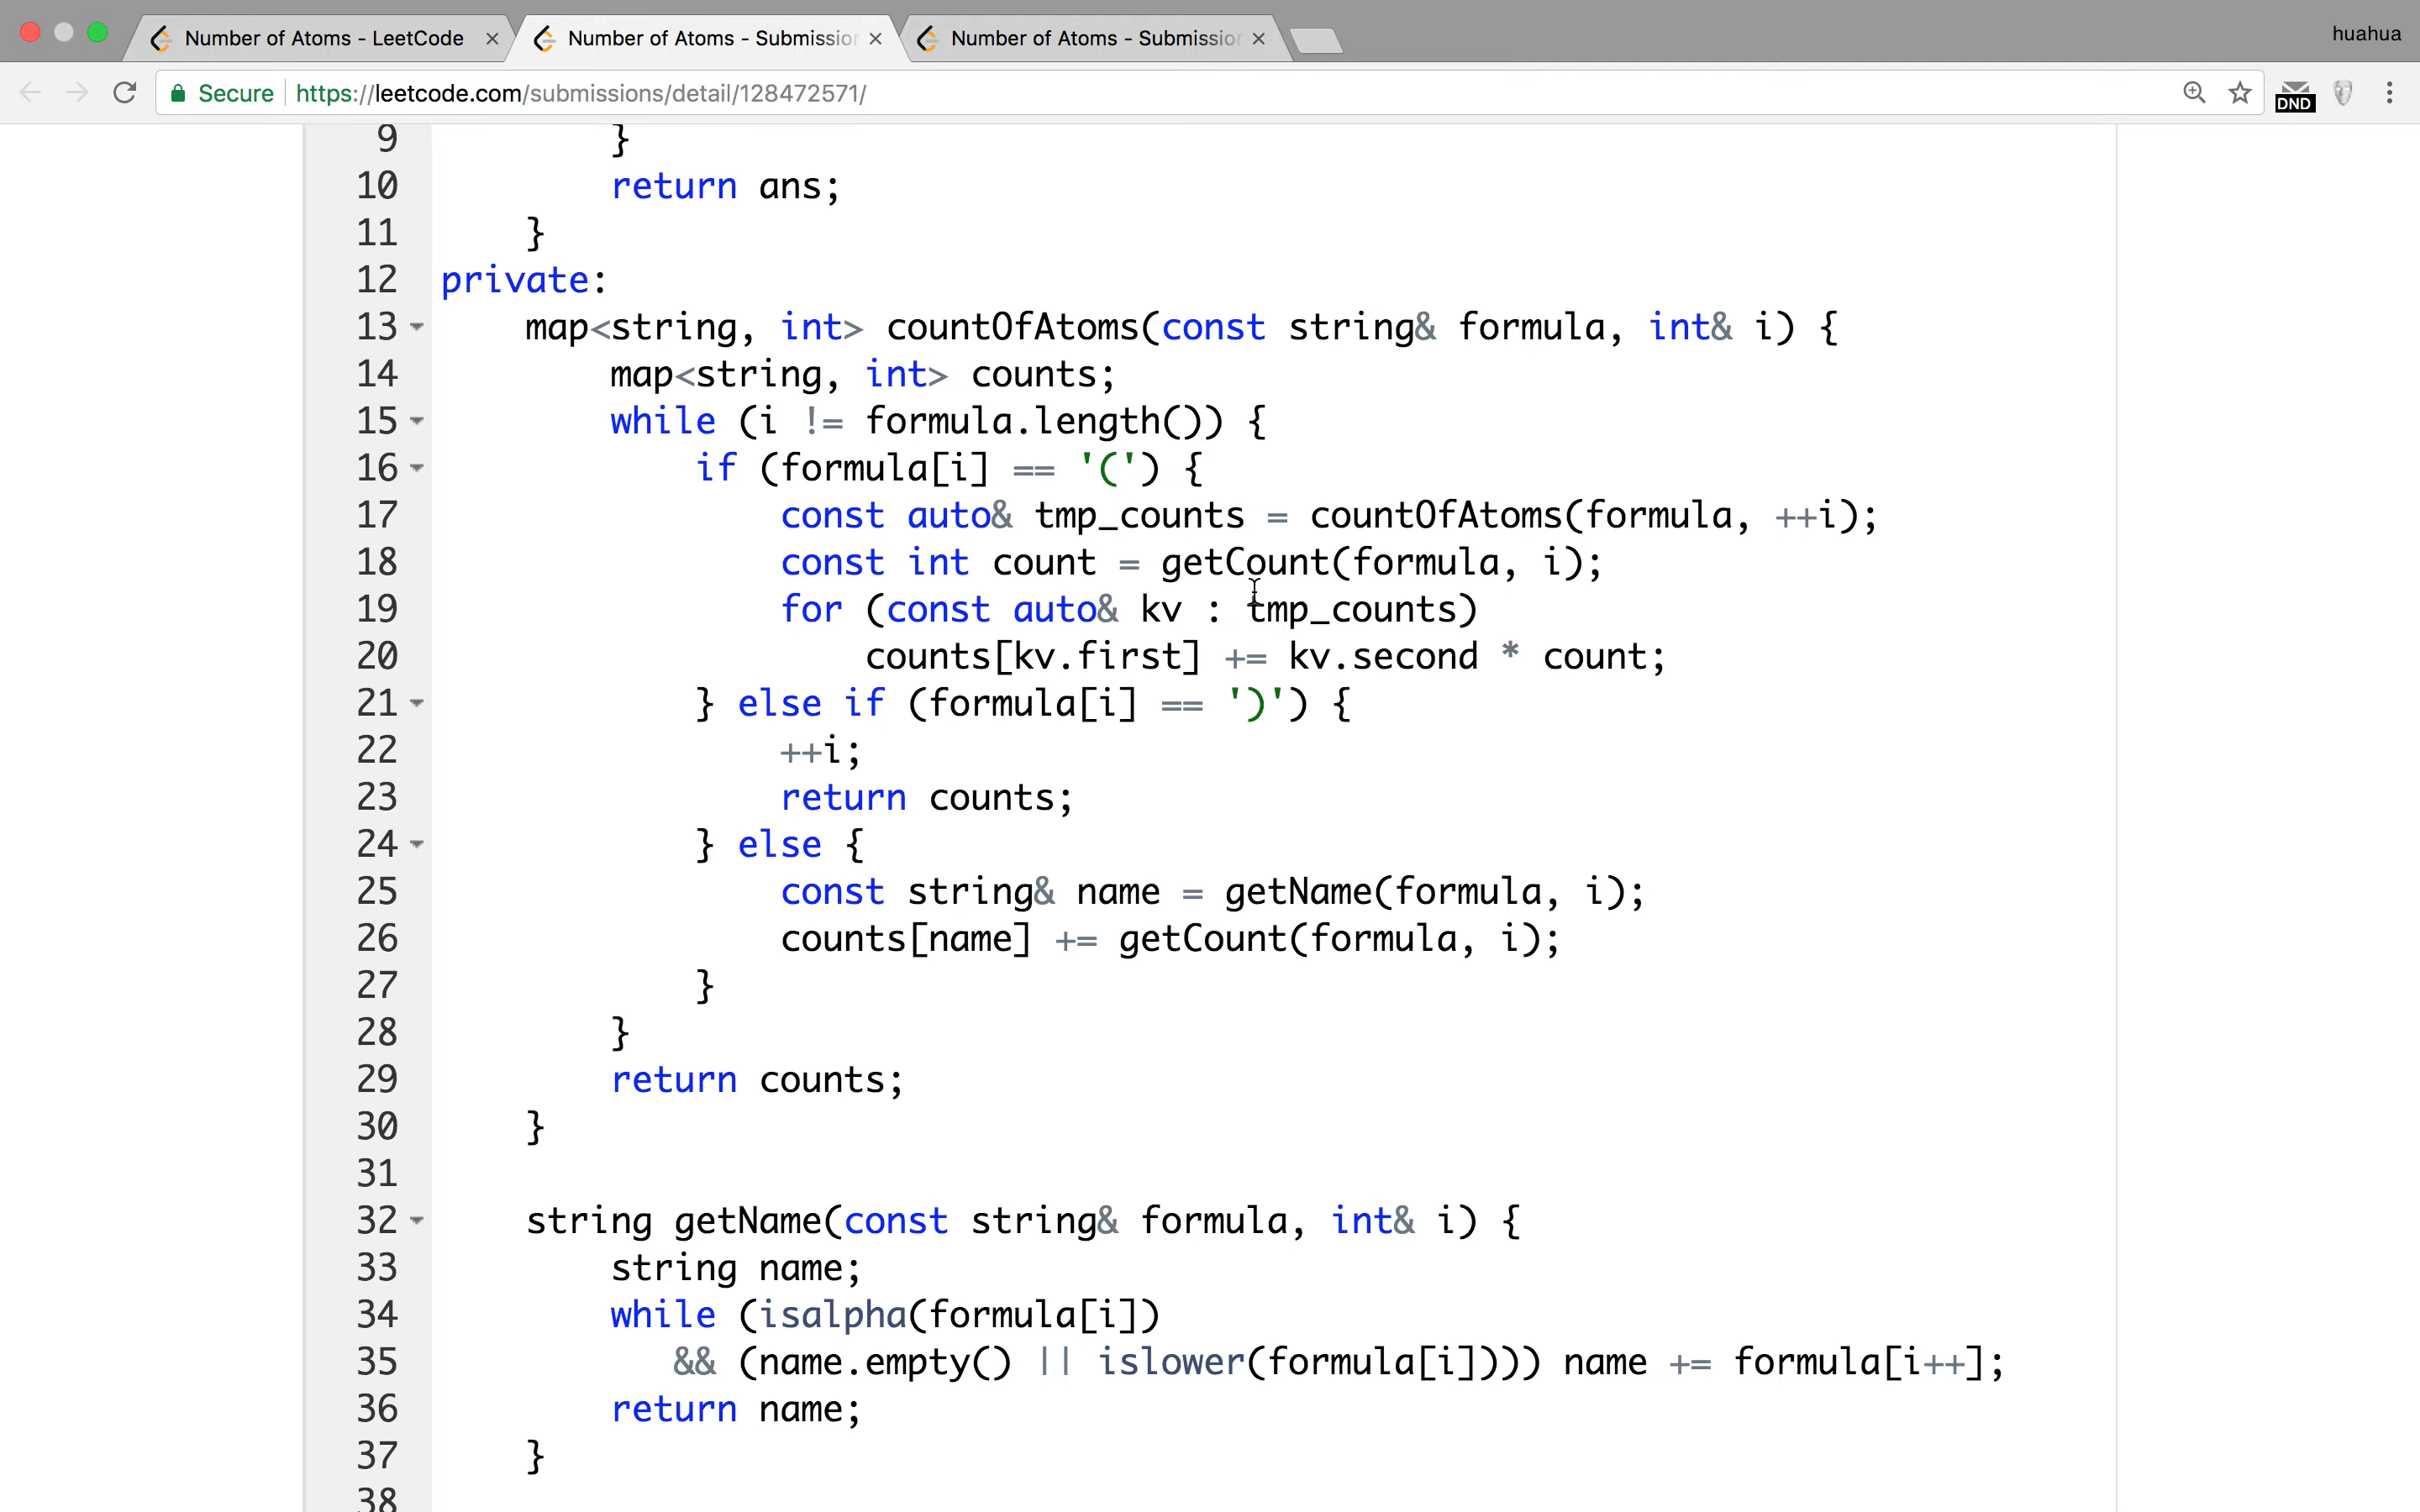 Number of Atoms - LeetCode
Number of Atoms - Submission
Number of Atoms - Submission
huahua
Secure https://leetcode.com/submissions/detail/128472571/
DND
9 }
10 return ans;
11 }
12 private:
13 map<string, int> countOfAtoms(const string& formula, int& i) {
14 map<string, int> counts;
15 while (i != formula.length()) {
16 if (formula[i] == '(') {
17 const auto& tmp_counts = countOfAtoms(formula, ++i);
18 const int count = getCount(formula, i);
19 for (const auto& kv : tmp_counts)
20 counts[kv.first] += kv.second * count;
21 } else if (formula[i] == ')') {
22 ++i;
23 return counts;
24 } else {
25 const string& name = getName(formula, i);
26 counts[name] += getCount(formula, i);
27 }
28 }
29 return counts;
30 }
31
32 string getName(const string& formula, int& i) {
33 string name;
34 while (isalpha(formula[i])
35 && (name.empty() || islower(formula[i]))) name += formula[i++];
36 return name;
37 }
38